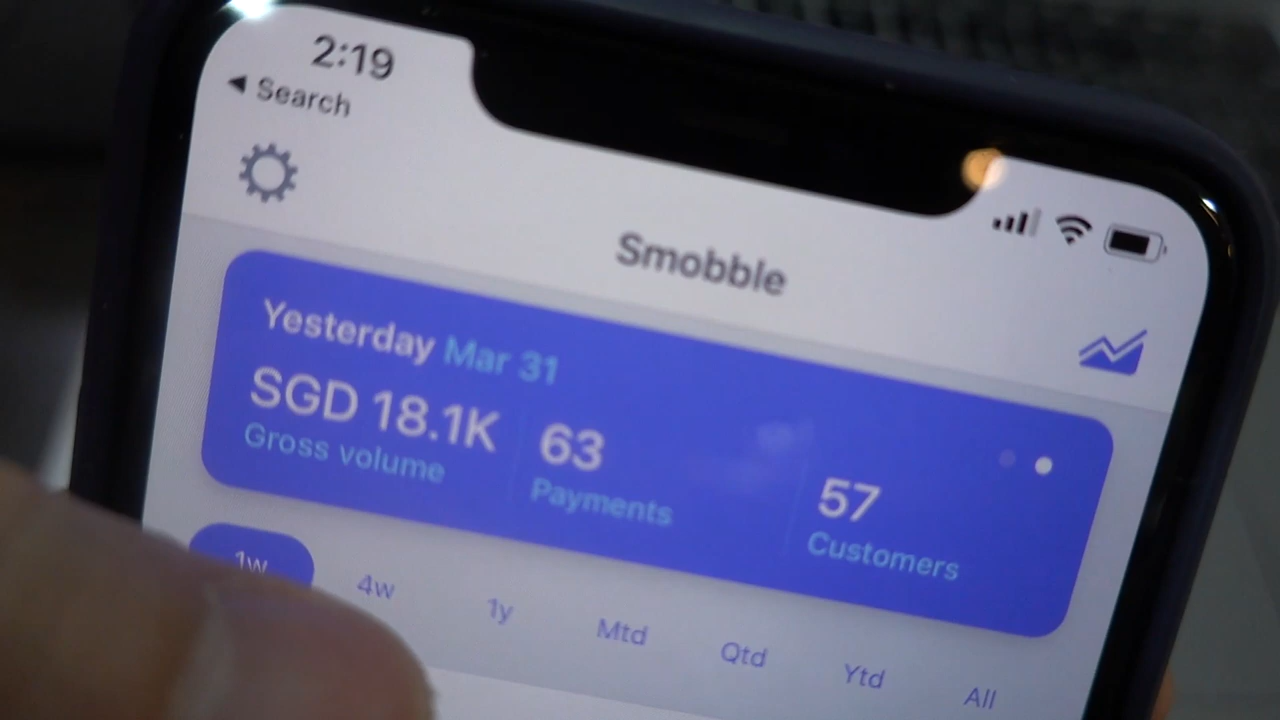 2:19
◀ Search
Smobble
Yesterday Mar 31
SGD 18.1K
Gross volume
63
Payments
57
Customers
1w
4w
1y
Mtd
Qtd
Ytd
All